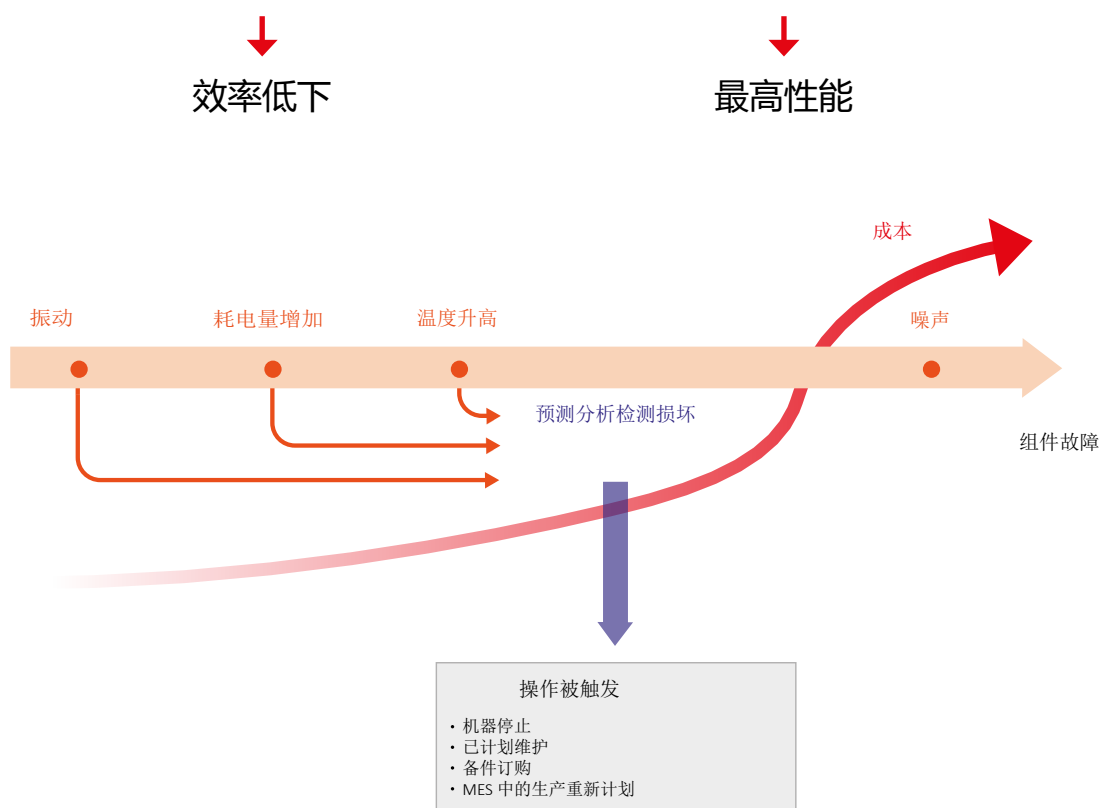 效率低下
最高性能
成本
振动
耗电量增加
温度升高
噪声
预测分析检测损坏
组件故障
操作被触发
· 机器停止
· 已计划维护
· 备件订购
· MES 中的生产重新计划